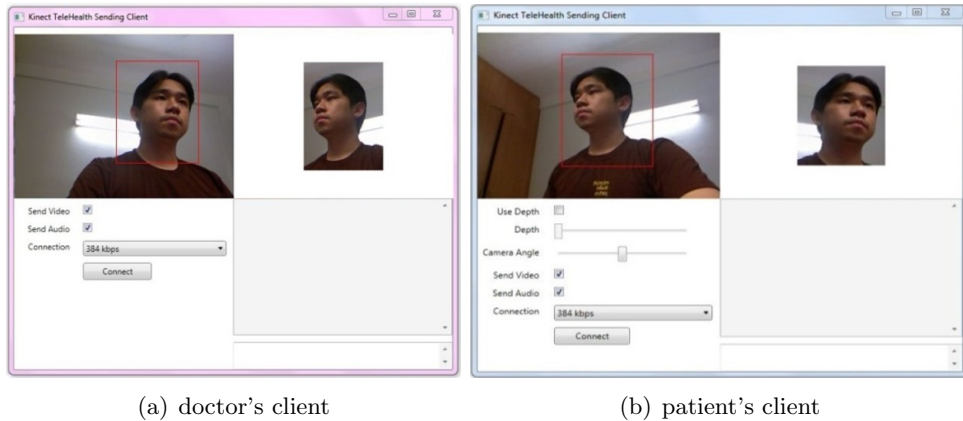 Kinect TeleHealth Sending Client
Send Video
Send Audio
Connection
384 kbps
Connect
(a) doctor's client
Kinect TeleHealth Sending Client
Use Depth
Depth
Camera Angle
Send Video
Send Audio
Connection
384 kbps
Connect
(b) patient's client